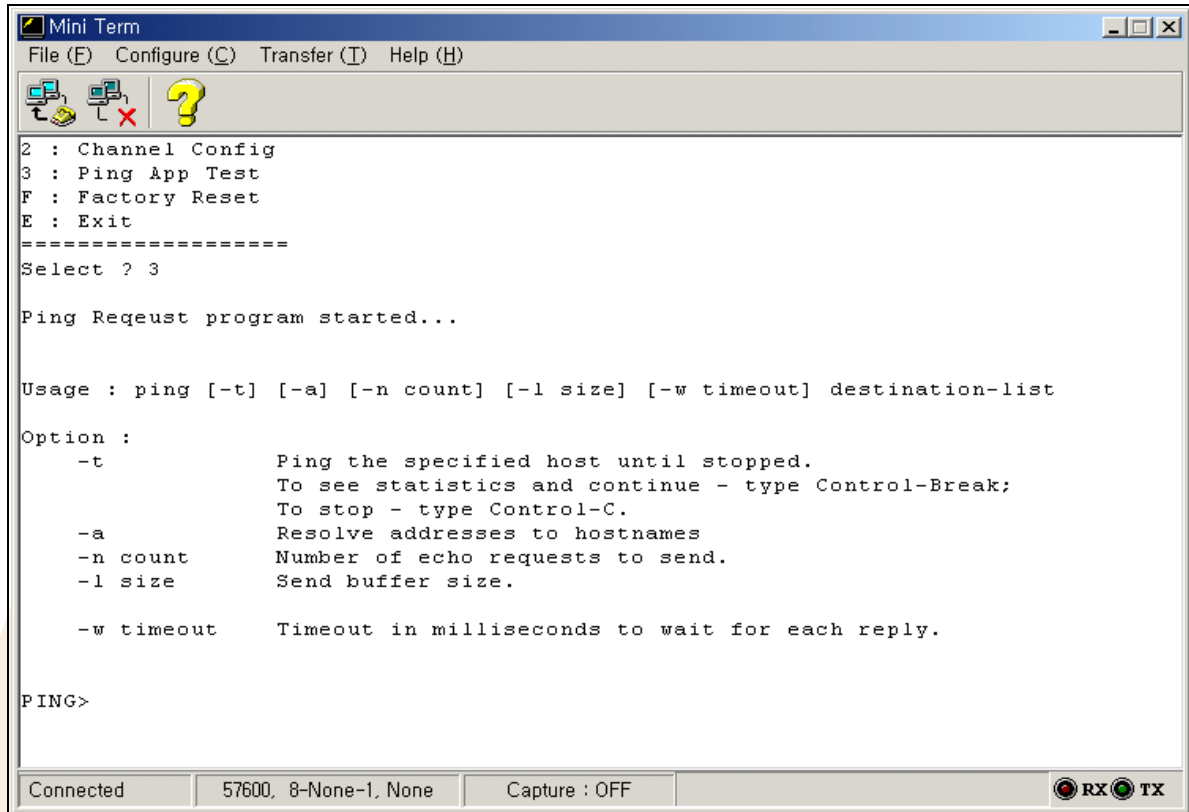 Mini Term
File (F) Configure (C) Transfer (T) Help (H)
2 : Channel Config
3 : Ping App Test
F : Factory Reset
E : Exit
===================
Select ? 3
Ping Reqeust program started...
Usage : ping [-t] [-a] [-n count] [-l size] [-w timeout] destination-list
Option :
-t Ping the specified host until stopped.
To see statistics and continue - type Control-Break;
To stop - type Control-C.
-a Resolve addresses to hostnames
-n count Number of echo requests to send.
-l size Send buffer size.
-w timeout Timeout in milliseconds to wait for each reply.
PING>
Connected 57600, 8-None-1, None Capture : OFF RX TX